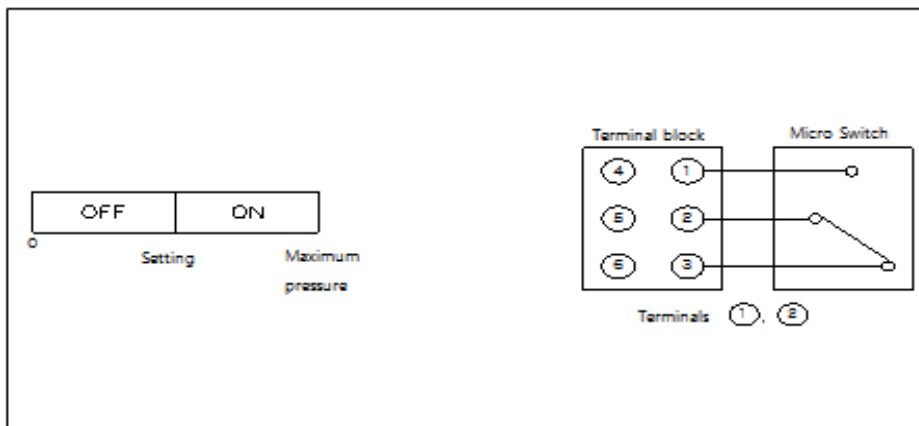 Terminal block
Micro Switch
4 1
5 2
6 3
OFF ON
0
Setting
Maximum
pressure
Terminals 1, 2